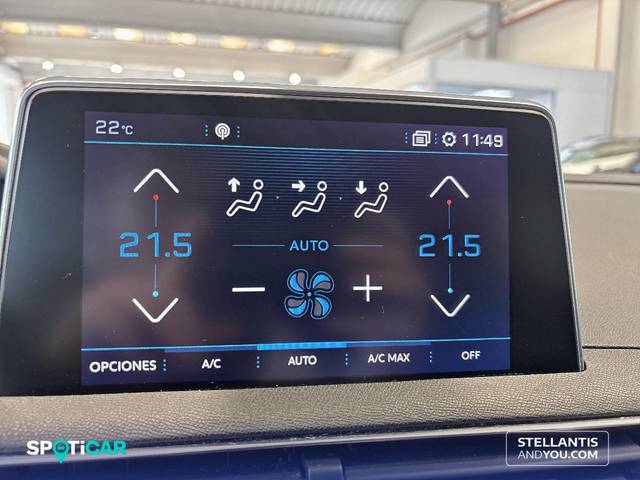 22°C 11:49
21.5 AUTO 21.5
OPCIONES A/C AUTO A/C MAX OFF
SPOTiCAR
STELLANTIS
ANDYOU.COM